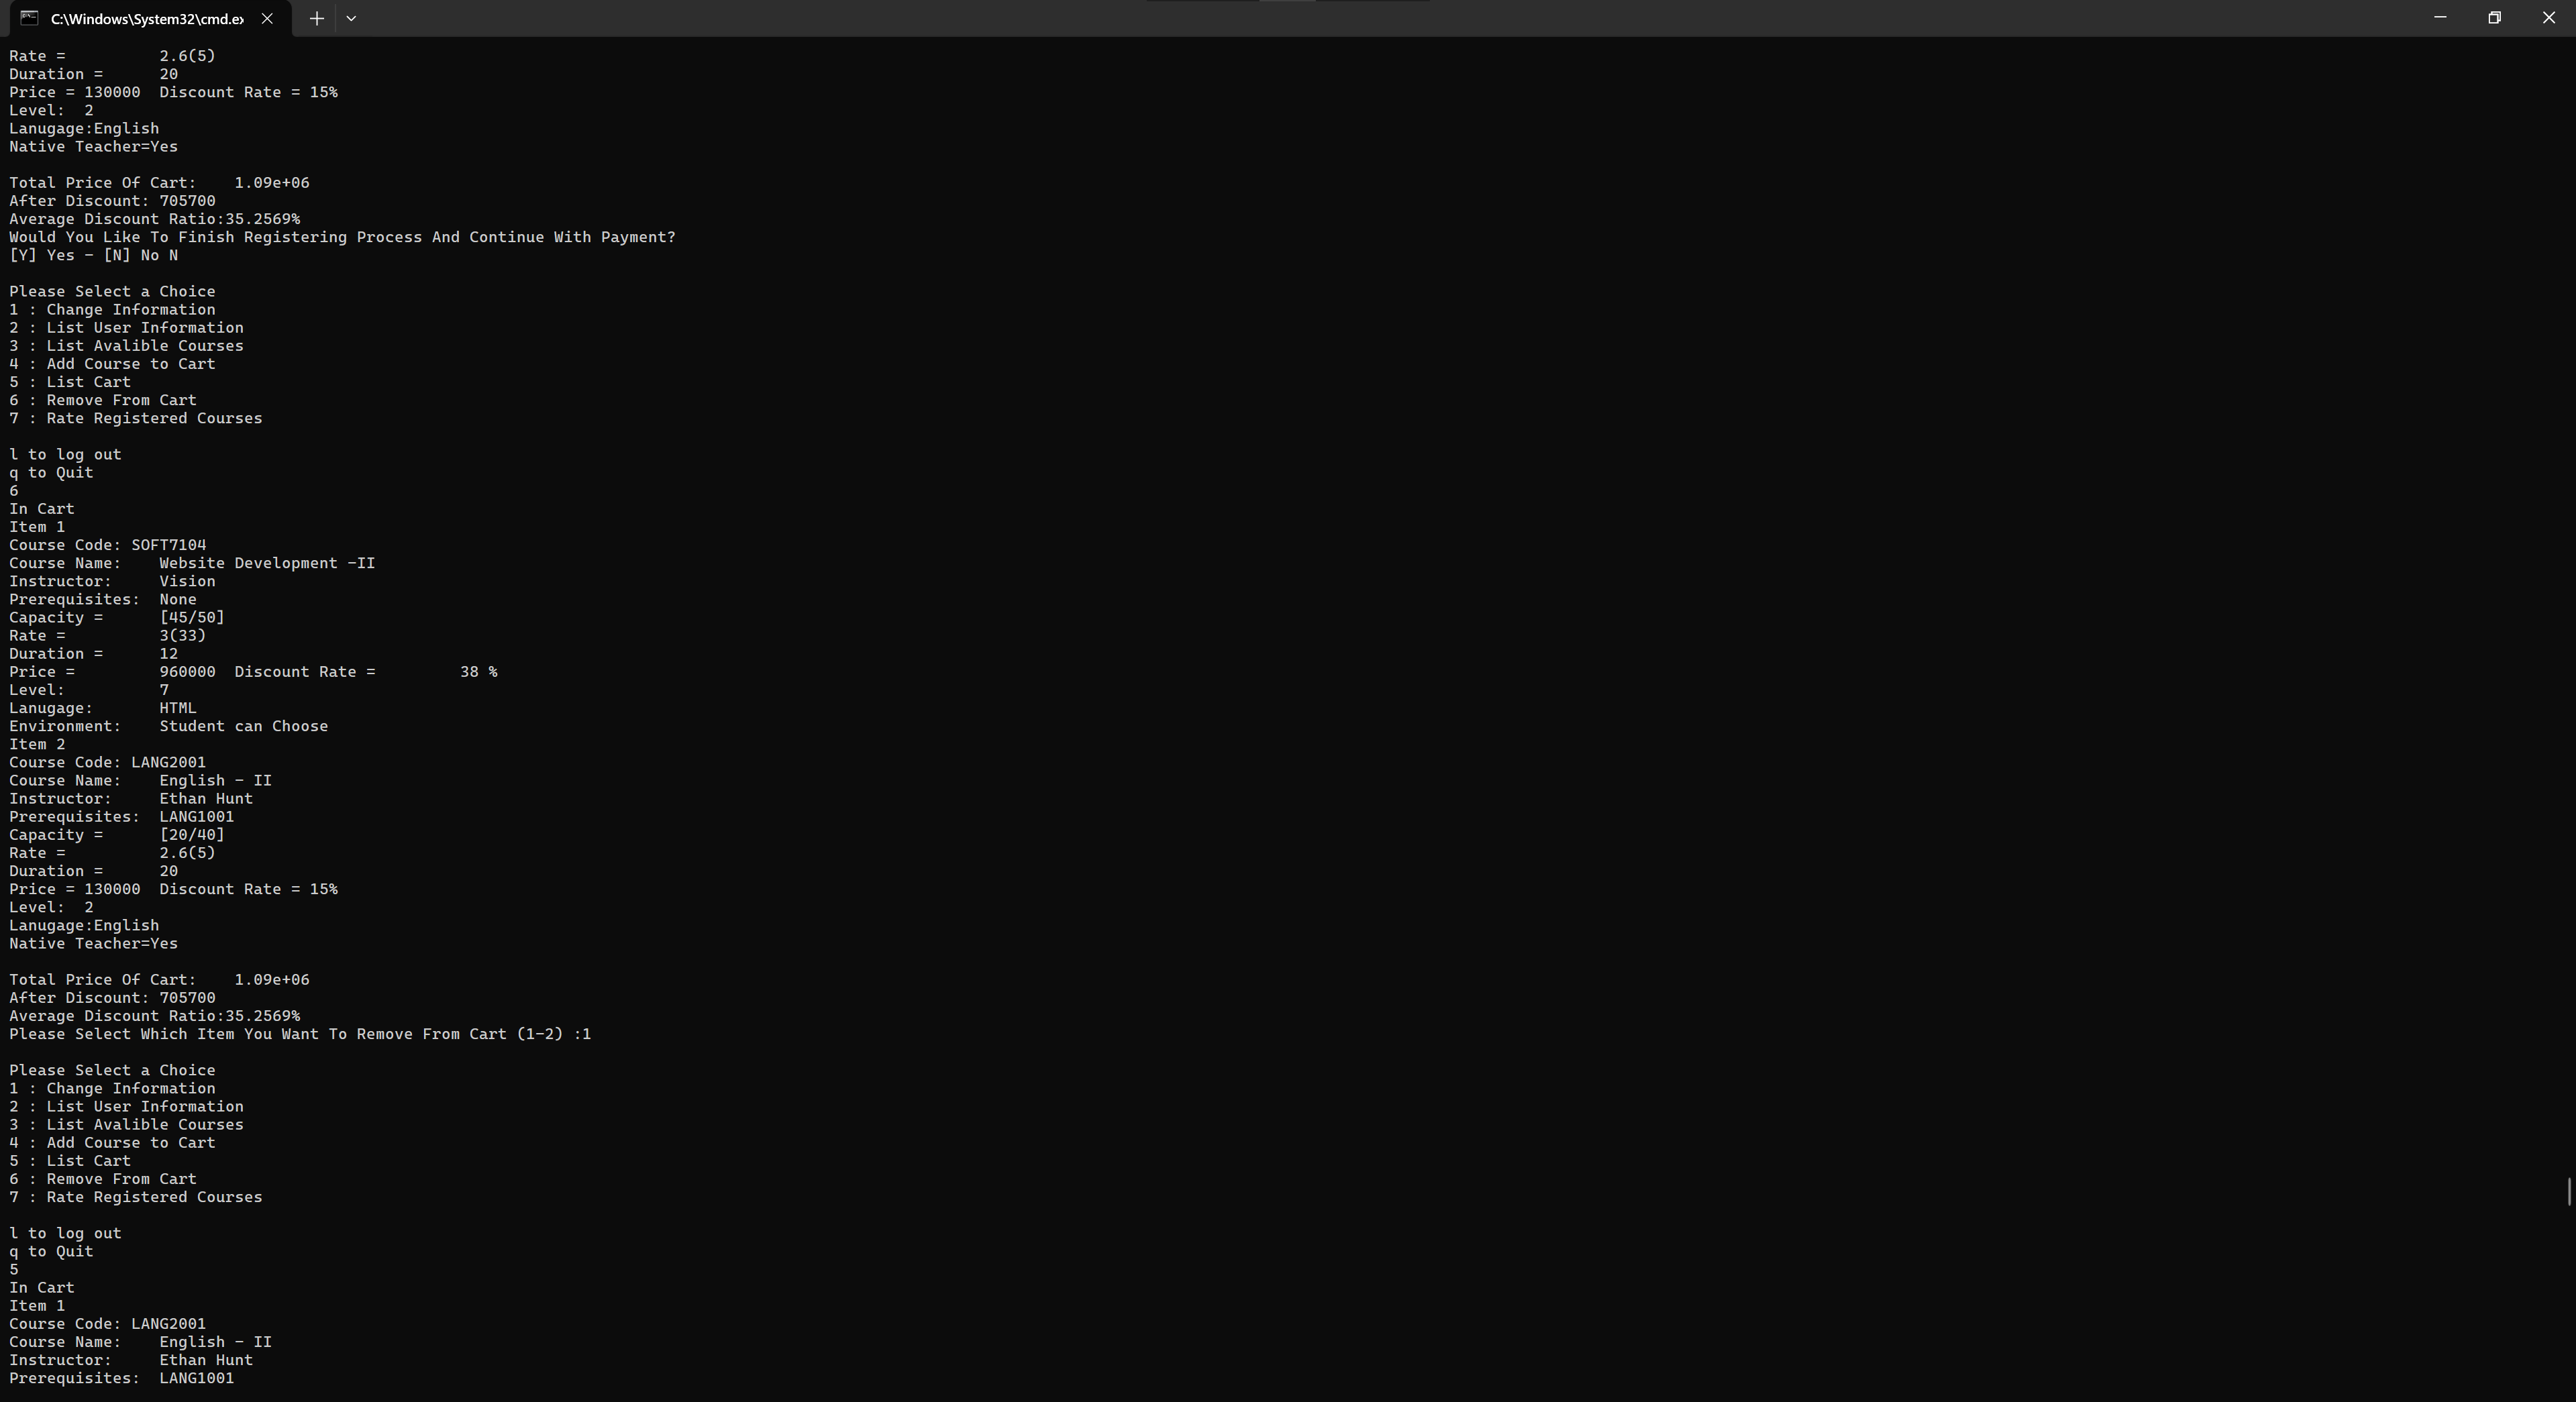 C:\Windows\System32\cmd.ex
Rate =          2.6(5)
Duration =      20
Price = 130000  Discount Rate = 15%
Level:  2
Lanugage:English
Native Teacher=Yes

Total Price Of Cart:    1.09e+06
After Discount: 705700
Average Discount Ratio:35.2569%
Would You Like To Finish Registering Process And Continue With Payment?
[Y] Yes - [N] No N

Please Select a Choice
1 : Change Information
2 : List User Information
3 : List Avalible Courses
4 : Add Course to Cart
5 : List Cart
6 : Remove From Cart
7 : Rate Registered Courses

l to log out
q to Quit
6
In Cart
Item 1
Course Code: SOFT7104
Course Name:    Website Development -II
Instructor:     Vision
Prerequisites:  None
Capacity =      [45/50]
Rate =          3(33)
Duration =      12
Price =         960000  Discount Rate =         38 %
Level:          7
Lanugage:       HTML
Environment:    Student can Choose
Item 2
Course Code: LANG2001
Course Name:    English - II
Instructor:     Ethan Hunt
Prerequisites:  LANG1001
Capacity =      [20/40]
Rate =          2.6(5)
Duration =      20
Price = 130000  Discount Rate = 15%
Level:  2
Lanugage:English
Native Teacher=Yes

Total Price Of Cart:    1.09e+06
After Discount: 705700
Average Discount Ratio:35.2569%
Please Select Which Item You Want To Remove From Cart (1-2) :1

Please Select a Choice
1 : Change Information
2 : List User Information
3 : List Avalible Courses
4 : Add Course to Cart
5 : List Cart
6 : Remove From Cart
7 : Rate Registered Courses

l to log out
q to Quit
5
In Cart
Item 1
Course Code: LANG2001
Course Name:    English - II
Instructor:     Ethan Hunt
Prerequisites:  LANG1001